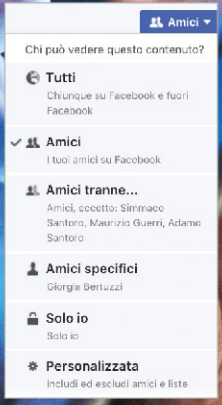 Amici
Chi può vedere questo contenuto?
Tutti
Chiunque su Facebook e fuori
Facebook
Amici
I tuoi amici su Facebook
Amici tranne...
Amici, eccetto: Simmaco
Santoro, Maurizio Guerri, Adamo
Santoro
Amici specifici
Giorgia Bertuzzi
Solo io
Solo io
Personalizzata
Includi ed escludi amici e liste